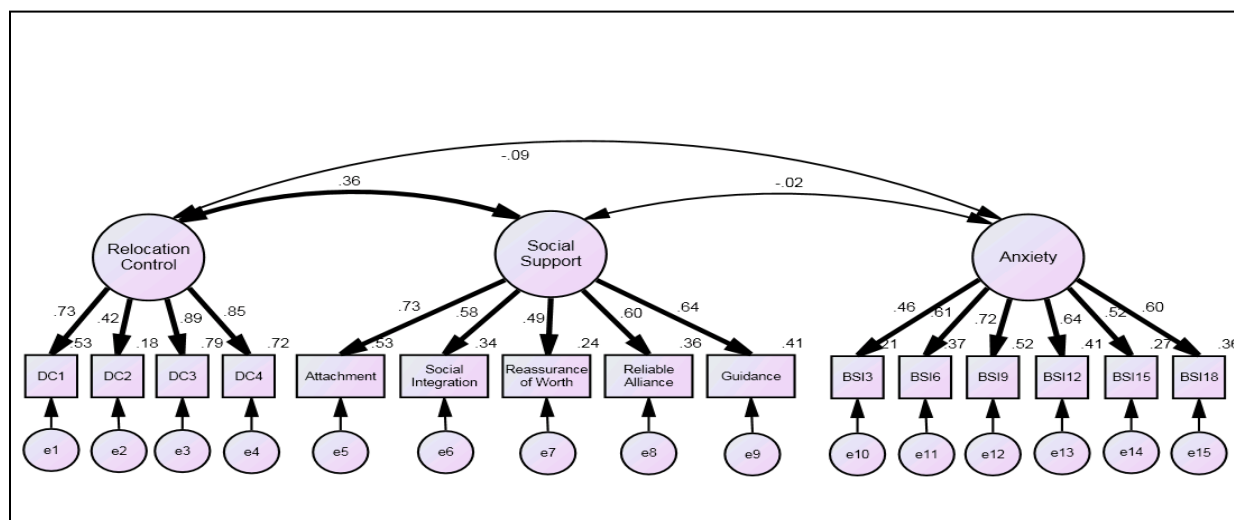 -.09
.36
-.02
Relocation
Control
Social
Support
Anxiety
.73
.42
.89
.85
.73
.58
.49
.60
.64
.46
.61
.72
.64
.52
.60
.53
.18
.79
.72
.53
.34
.24
.36
.41
.21
.37
.52
.41
.27
.36
DC1
DC2
DC3
DC4
Attachment
Social
Integration
Reassurance
of Worth
Reliable
Alliance
Guidance
BSI3
BSI6
BSI9
BSI12
BSI15
BSI18
e1
e2
e3
e4
e5
e6
e7
e8
e9
e10
e11
e12
e13
e14
e15